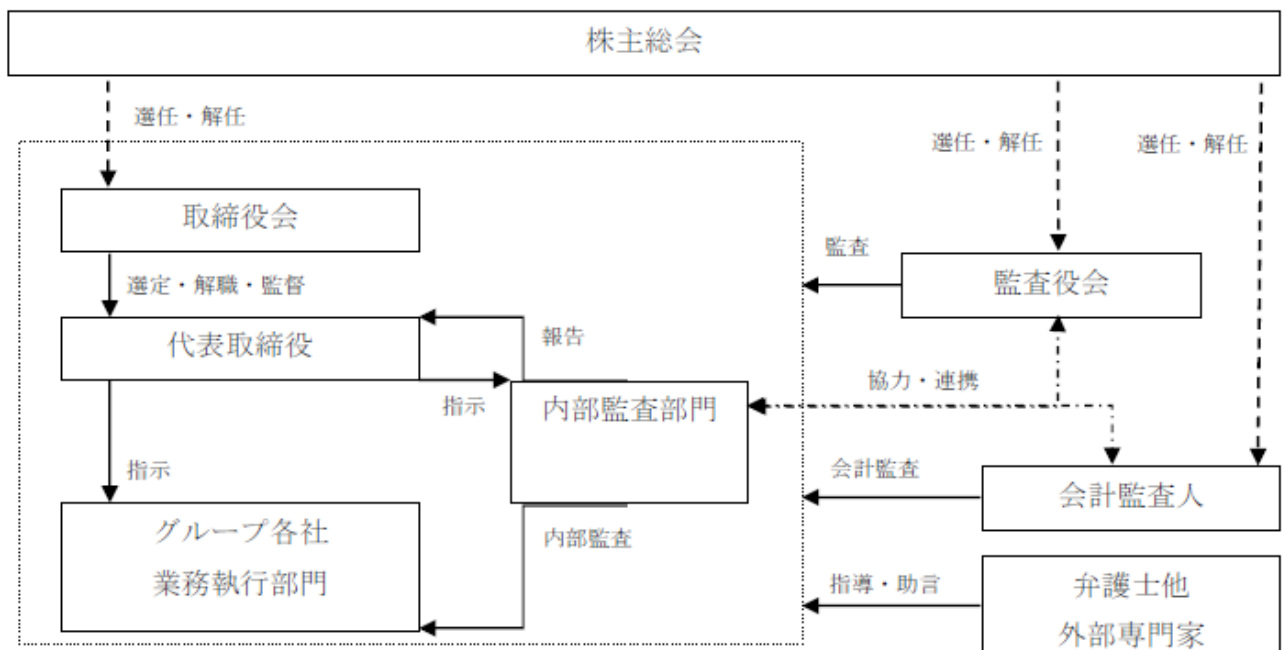 株主総会
選任・解任
選任・解任
選任・解任
取締役会
監査
監査役会
選定・解職・監督
代表取締役
報告
協力・連携
指示
内部監査部門
指示
会計監査
会計監査人
グループ各社
業務執行部門
内部監査
指導・助言
弁護士他
外部専門家